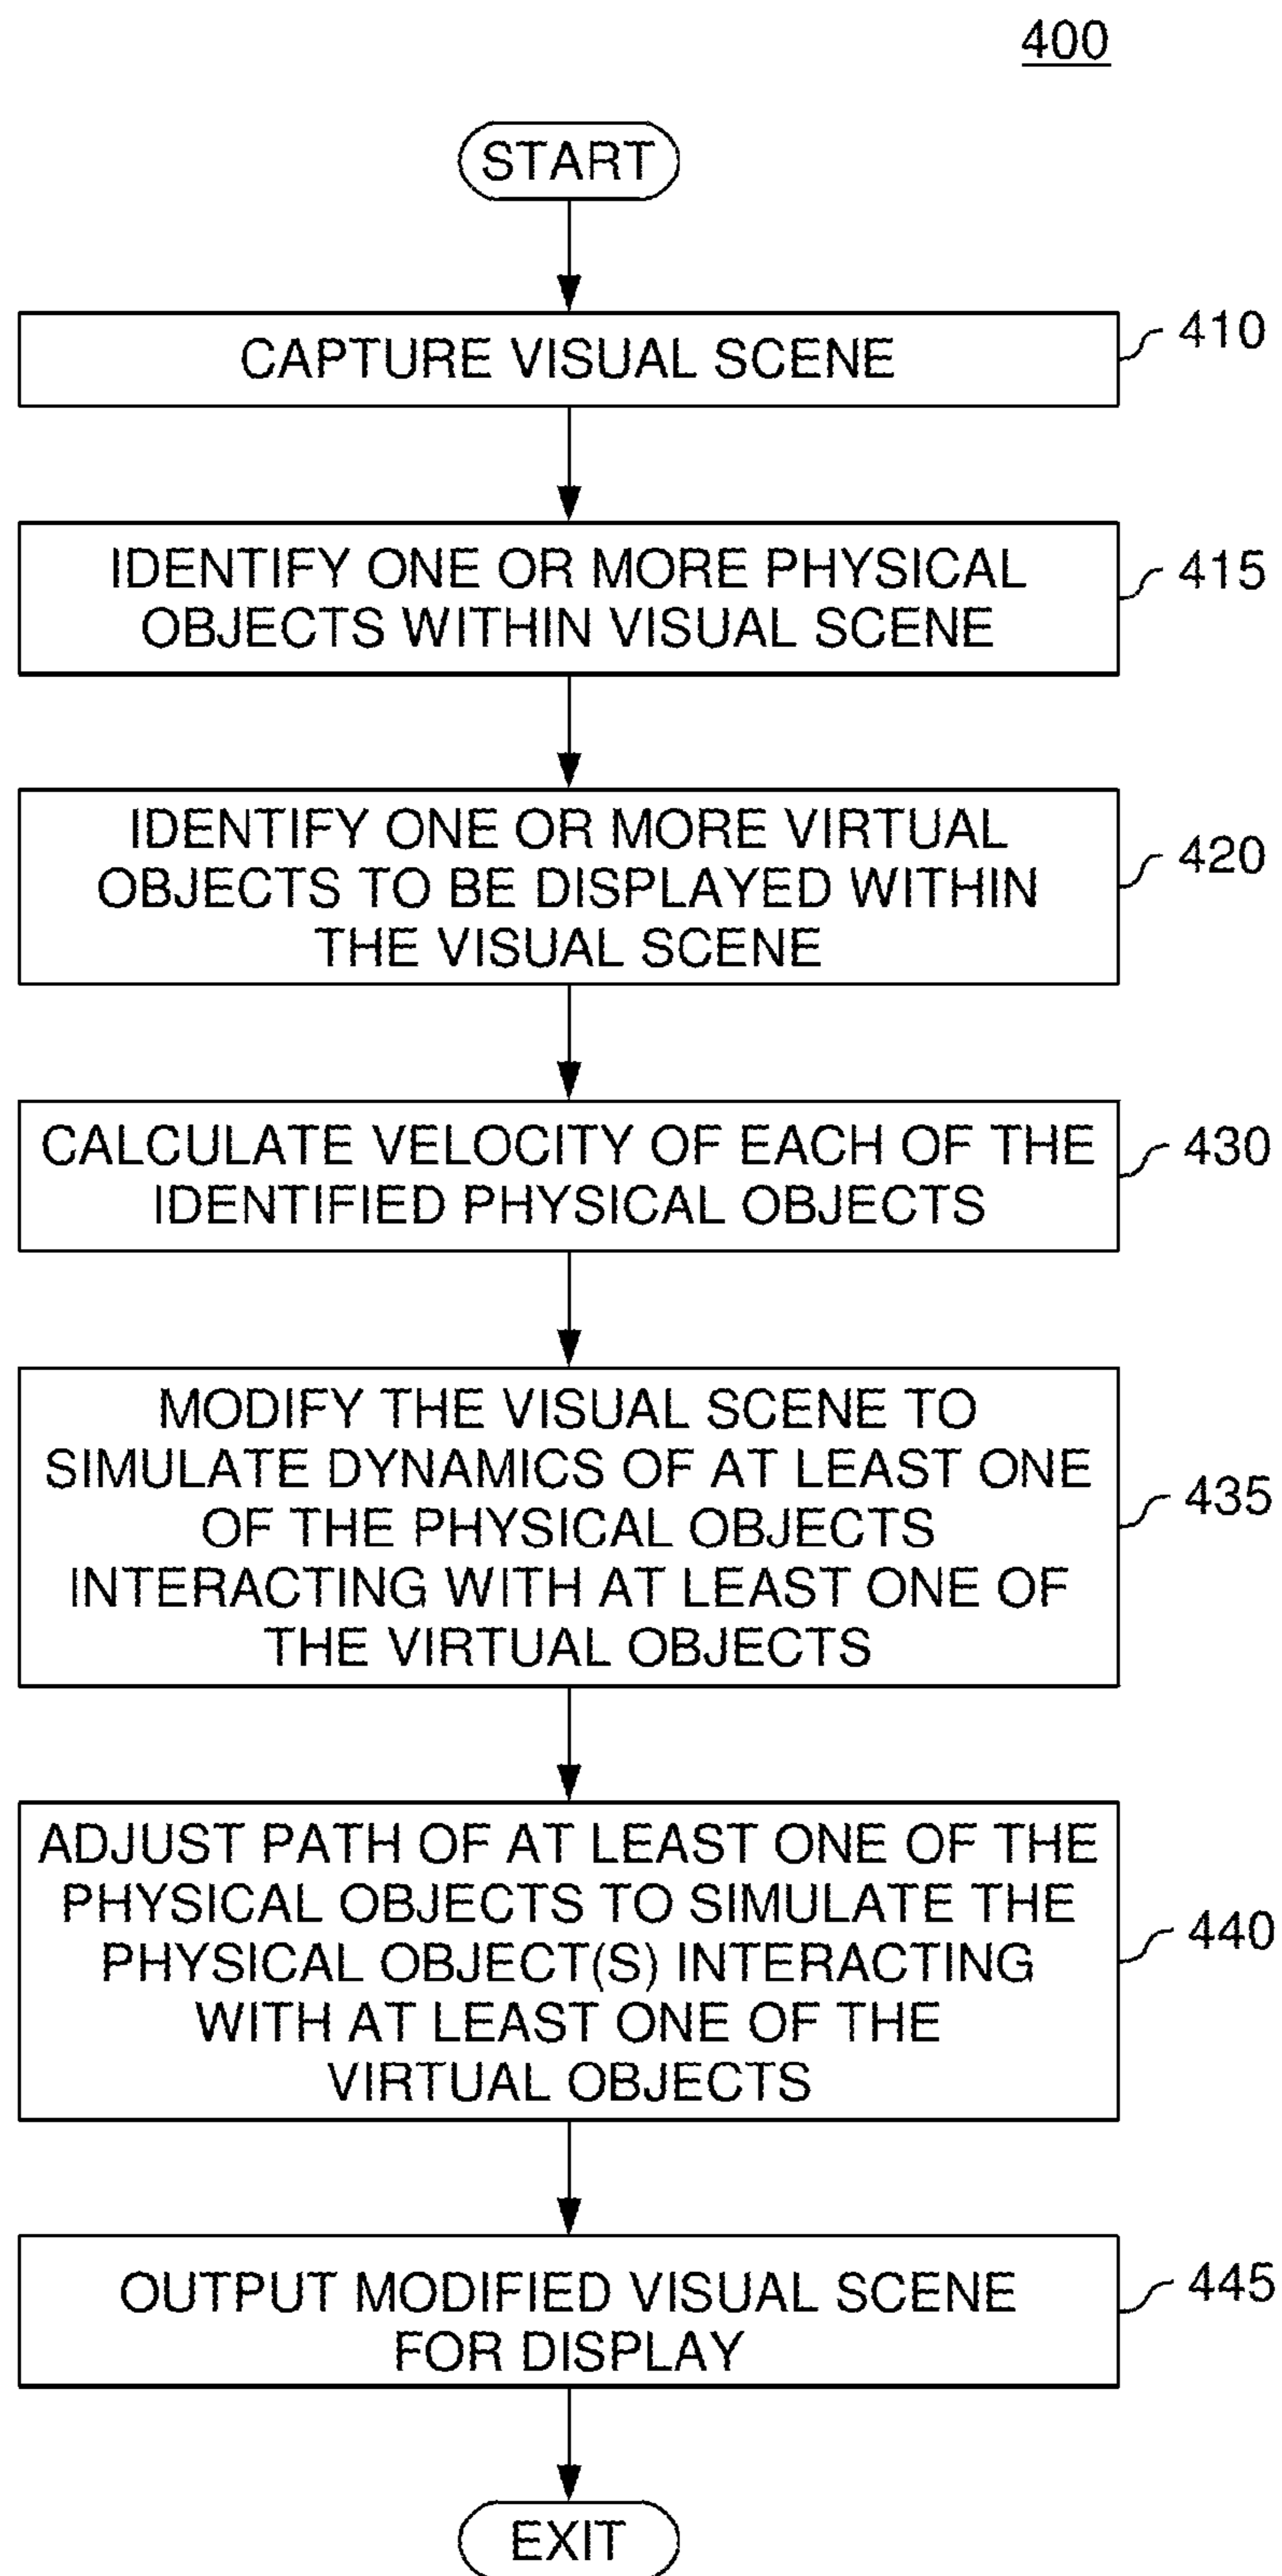 400
START
CAPTURE VISUAL SCENE
410
IDENTIFY ONE OR MORE PHYSICAL
OBJECTS WITHIN VISUAL SCENE
415
IDENTIFY ONE OR MORE VIRTUAL
OBJECTS TO BE DISPLAYED WITHIN
THE VISUAL SCENE
420
CALCULATE VELOCITY OF EACH OF THE
IDENTIFIED PHYSICAL OBJECTS
430
MODIFY THE VISUAL SCENE TO
SIMULATE DYNAMICS OF AT LEAST ONE
OF THE PHYSICAL OBJECTS
INTERACTING WITH AT LEAST ONE OF
THE VIRTUAL OBJECTS
435
ADJUST PATH OF AT LEAST ONE OF THE
PHYSICAL OBJECTS TO SIMULATE THE
PHYSICAL OBJECT(S) INTERACTING
WITH AT LEAST ONE OF THE
VIRTUAL OBJECTS
440
OUTPUT MODIFIED VISUAL SCENE
FOR DISPLAY
445
EXIT